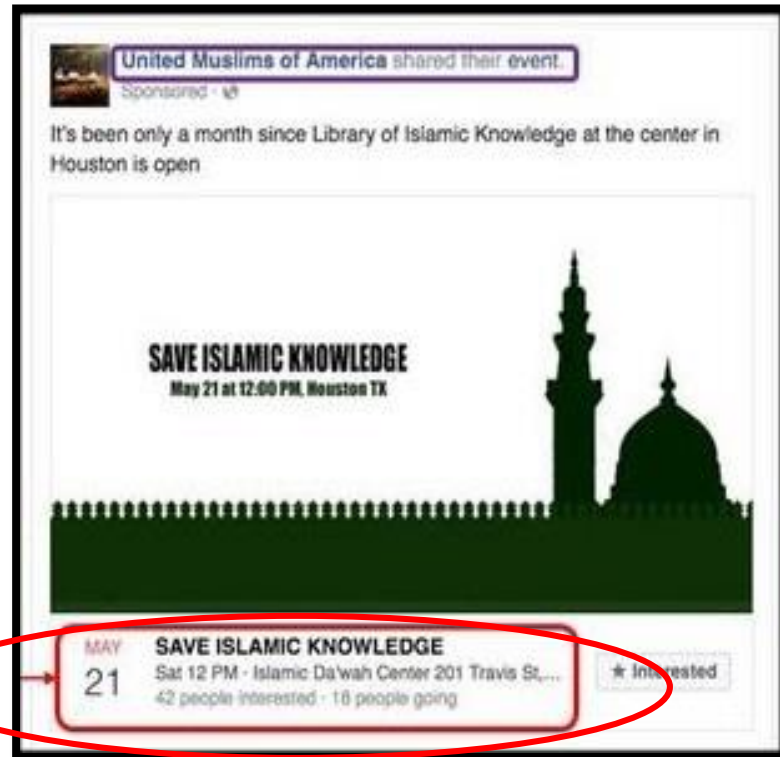 United Muslims of America shared their event.
Sponsored ·
It's been only a month since Library of Islamic Knowledge at the center in
Houston is open
SAVE ISLAMIC KNOWLEDGE
May 21 at 12:00 PM, Houston TX
MAY
21
SAVE ISLAMIC KNOWLEDGE
Sat 12 PM · Islamic Da'wah Center 201 Travis St,...
42 people interested · 18 people going
★ Interested